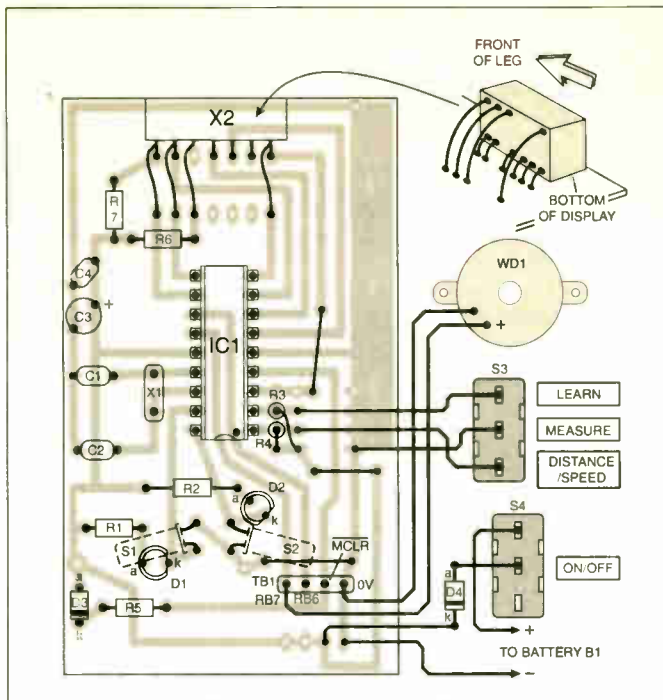 FRONT
OF LEG
X2
BOTTOM
OF DISPLAY
R
7
R6
WD1
C4
+
C3
+
IC1
S3
C1
X1
R3
LEARN
R4
MEASURE
C2
DISTANCE
/SPEED
R2
D2
a
k
S4
R1
S1
a
k
D1
S2
MCLR
ON/OFF
TB1
0V
RB7
RB6
a
D4
k
a
D3
k
R5
+
TO BATTERY B1
−